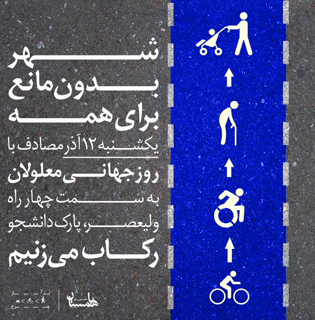 شهر
بدون مانع
برای همه
یکشنبه ۱۲ آذر مصادف با
روز جهانی معلولان
به سمت چهار راه
ولیعصر، پارک دانشجو
رکاب می‌زنیم